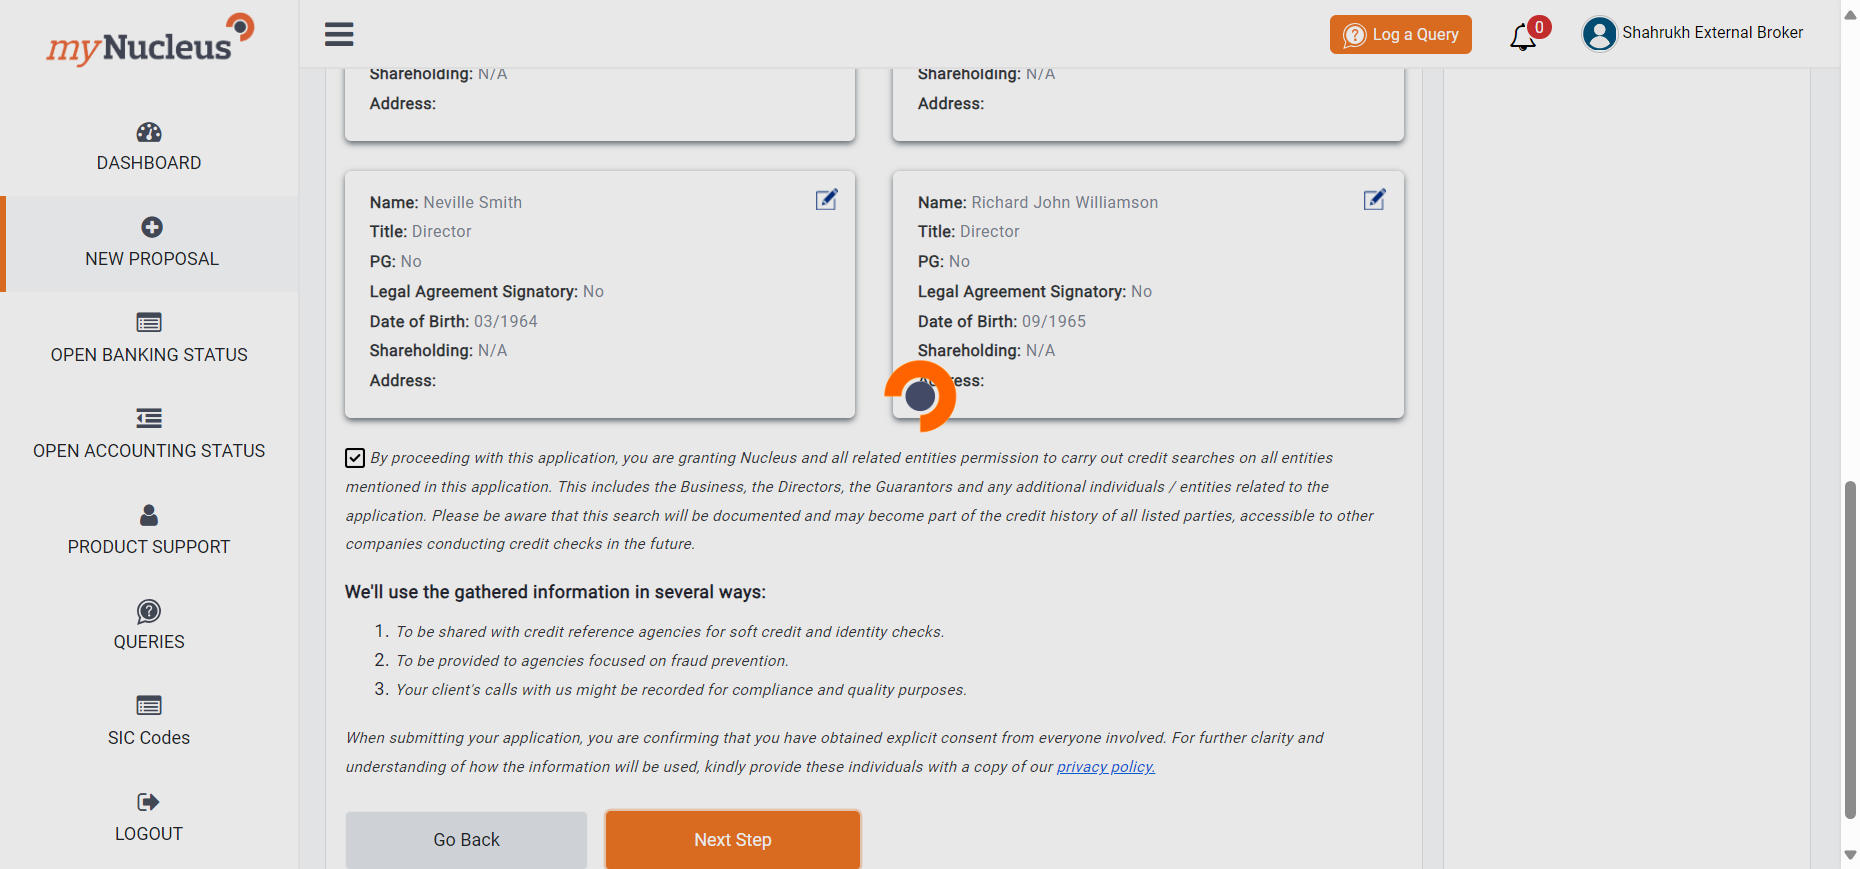 myNucleus
Log a Query
0
Shahrukh External Broker
DASHBOARD
NEW PROPOSAL
OPEN BANKING STATUS
OPEN ACCOUNTING STATUS
PRODUCT SUPPORT
QUERIES
SIC Codes
LOGOUT
Shareholding: N/A
Address:
Shareholding: N/A
Address:
Name: Neville Smith
Title: Director
PG: No
Legal Agreement Signatory: No
Date of Birth: 03/1964
Shareholding: N/A
Address:
Name: Richard John Williamson
Title: Director
PG: No
Legal Agreement Signatory: No
Date of Birth: 09/1965
Shareholding: N/A
Address:
By proceeding with this application, you are granting Nucleus and all related entities permission to carry out credit searches on all entities
mentioned in this application. This includes the Business, the Directors, the Guarantors and any additional individuals / entities related to the
application. Please be aware that this search will be documented and may become part of the credit history of all listed parties, accessible to other
companies conducting credit checks in the future.
We'll use the gathered information in several ways:
1. To be shared with credit reference agencies for soft credit and identity checks.
2. To be provided to agencies focused on fraud prevention.
3. Your client's calls with us might be recorded for compliance and quality purposes.
When submitting your application, you are confirming that you have obtained explicit consent from everyone involved. For further clarity and
understanding of how the information will be used, kindly provide these individuals with a copy of our privacy policy.
Go Back
Next Step